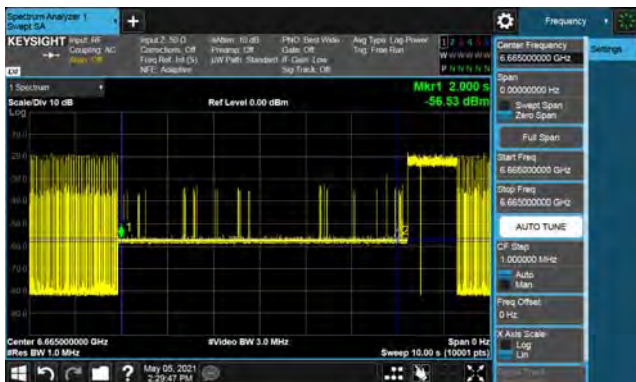 Spectrum Analyzer 1
Swept SA
+
Frequency
KEYSIGHT
Input: RF
Coupling: AC
Align: Off
Input Z: 50 Ω
Corrections: Off
Freq Ref: Int (S)
NFE: Adaptive
#Atten: 10 dB
Preamp: Off
µW Path: Standard
PNO: Best Wide
Gate: Off
IF Gain: Low
Sig Track: Off
Avg Type: Log-Power
Trig: Free Run
1 2 3 4 5 6
W W W W W W
P N N N N N
1 Spectrum
Scale/Div 10 dB
Log
Ref Level 0.00 dBm
Mkr1 2.000 s
-56.53 dBm
1
Center 6.665000000 GHz
#Res BW 1.0 MHz
#Video BW 3.0 MHz
Span 0 Hz
Sweep 10.00 s (10001 pts)
May 05, 2021
2:29:47 PM
?
Center Frequency
6.665000000 GHz
Settings
Span
0.00000000 Hz
Swept Span
Zero Span
Full Span
Start Freq
6.665000000 GHz
Stop Freq
6.665000000 GHz
AUTO TUNE
CF Step
1.000000 MHz
Auto
Man
Freq Offset
0 Hz
X Axis Scale
Log
Lin